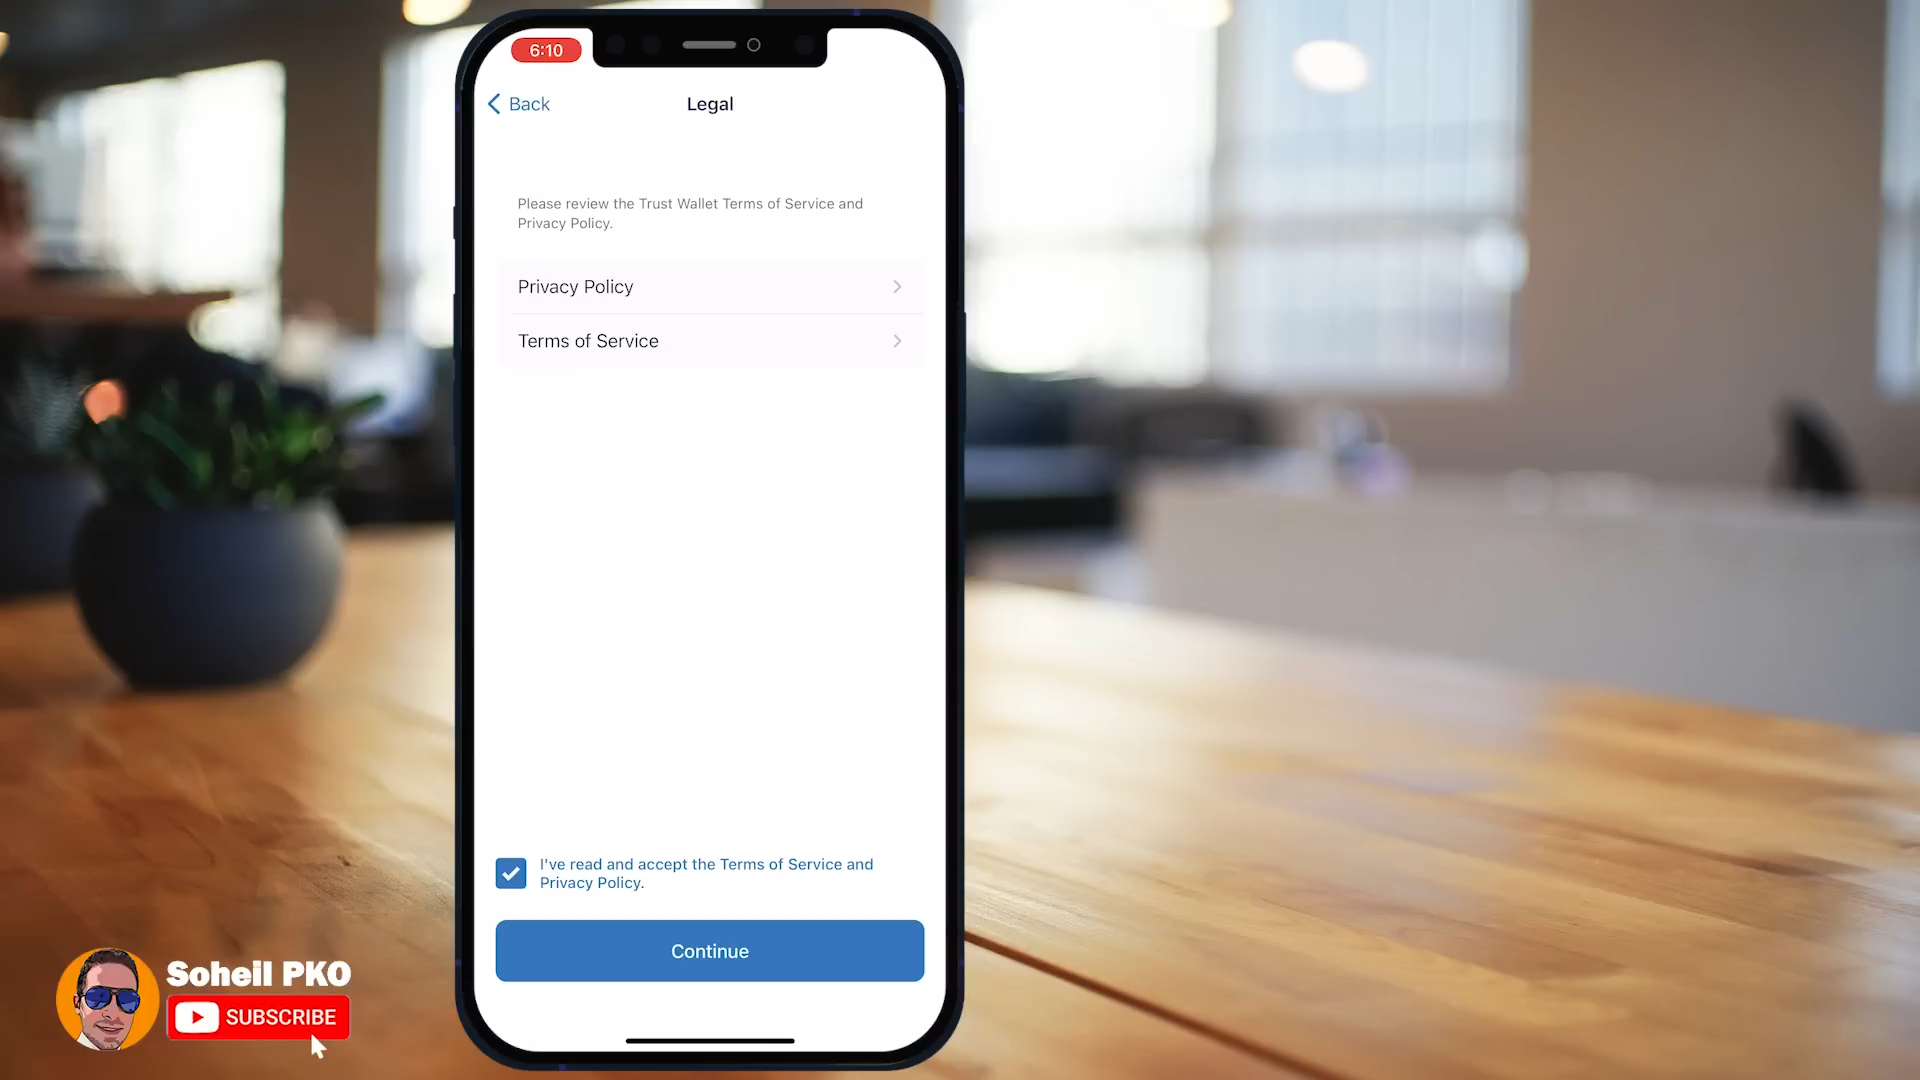 6:10
Back
Legal
Please review the Trust Wallet Terms of Service and
Privacy Policy.
Privacy Policy
Terms of Service
I've read and accept the Terms of Service and
Privacy Policy.
Continue
Soheil PKO
SUBSCRIBE